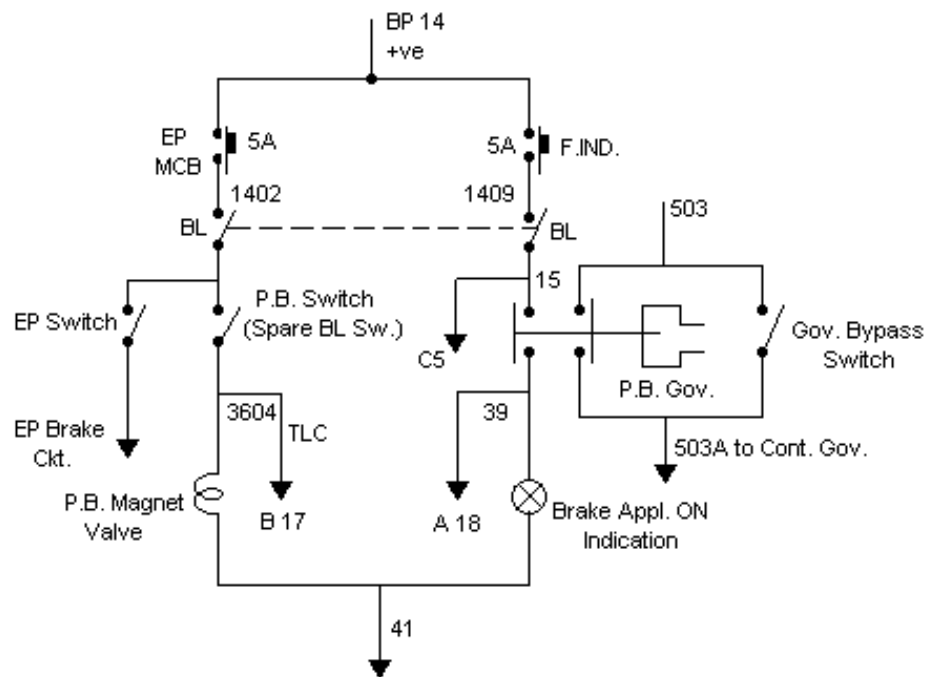 BP 14
+ve
EP
MCB
5A
5A
F.IND.
1402
1409
503
BL
BL
15
EP Switch
P.B. Switch
(Spare BL Sw.)
C5
Gov. Bypass
Switch
P.B. Gov.
3604
TLC
39
EP Brake
Ckt.
503A to Cont. Gov.
P.B. Magnet
Valve
B 17
A 18
Brake Appl. ON
Indication
41